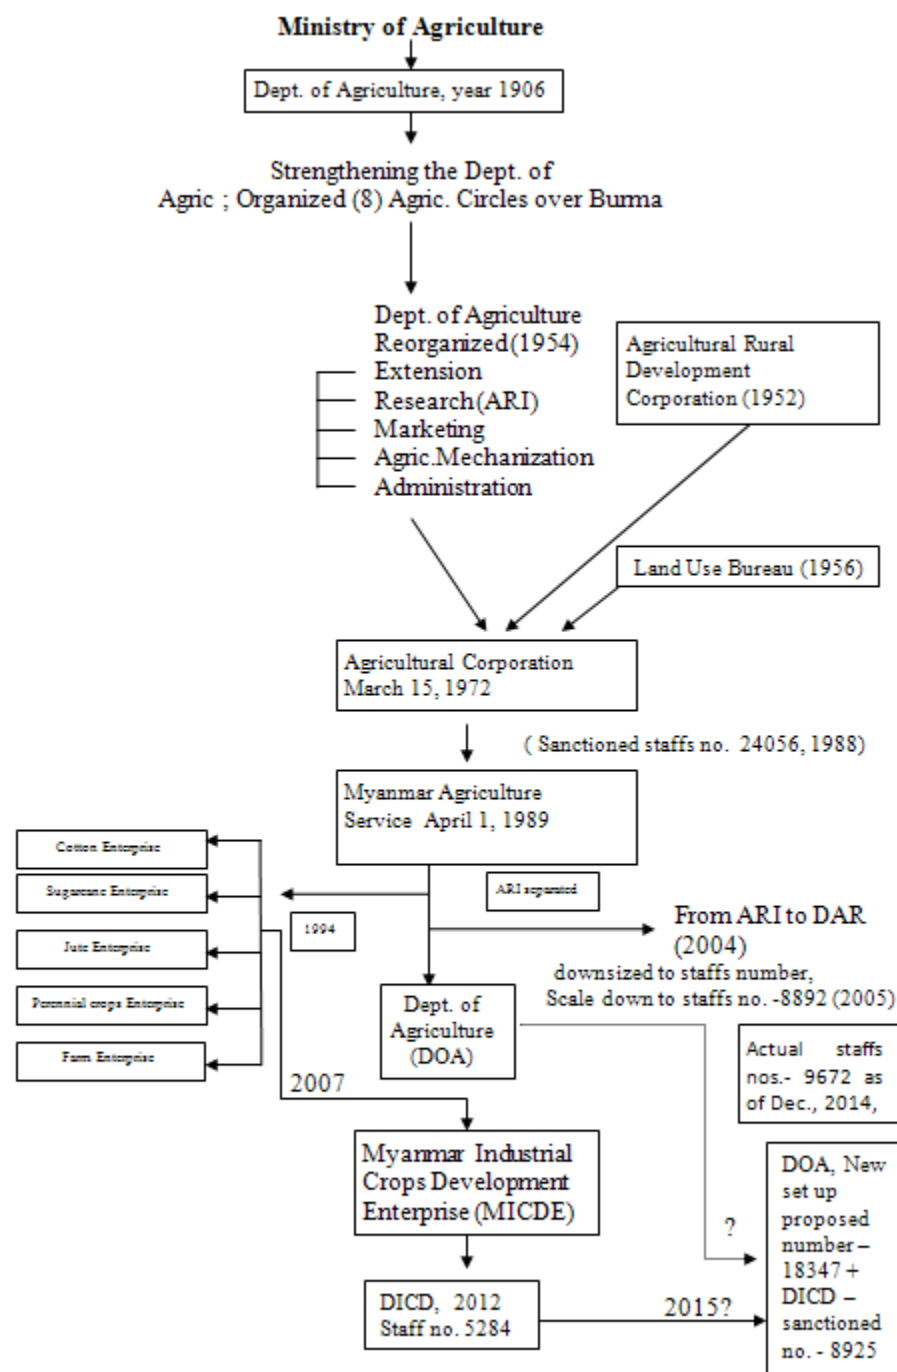 Ministry of Agriculture
Dept. of Agriculture, year 1906
Strengthening the Dept. of
Agric ; Organized (8) Agric. Circles over Burma
Dept. of Agriculture
Reorganized (1954)
Extension
Research (ARI)
Marketing
Agric.Mechanization
Administration
Agricultural Rural
Development
Corporation (1952)
Land Use Bureau (1956)
Agricultural Corporation
March 15, 1972
( Sanctioned staffs no. 24056, 1988)
Myanmar Agriculture
Service April 1, 1989
Cotton Enterprise
Sugarcane Enterprise
Jute Enterprise
Perennial crops Enterprise
Farm Enterprise
1994
ARI separated
From ARI to DAR
(2004)
downsized to staffs number,
Scale down to staffs no. -8892 (2005)
Dept. of
Agriculture
(DOA)
Actual staffs
nos.- 9672 as
of Dec., 2014,
2007
Myanmar Industrial
Crops Development
Enterprise (MICDE)
?
DOA, New
set up
proposed
number –
18347 +
DICD –
sanctioned
no. - 8925
DICD, 2012
Staff no. 5284
2015?